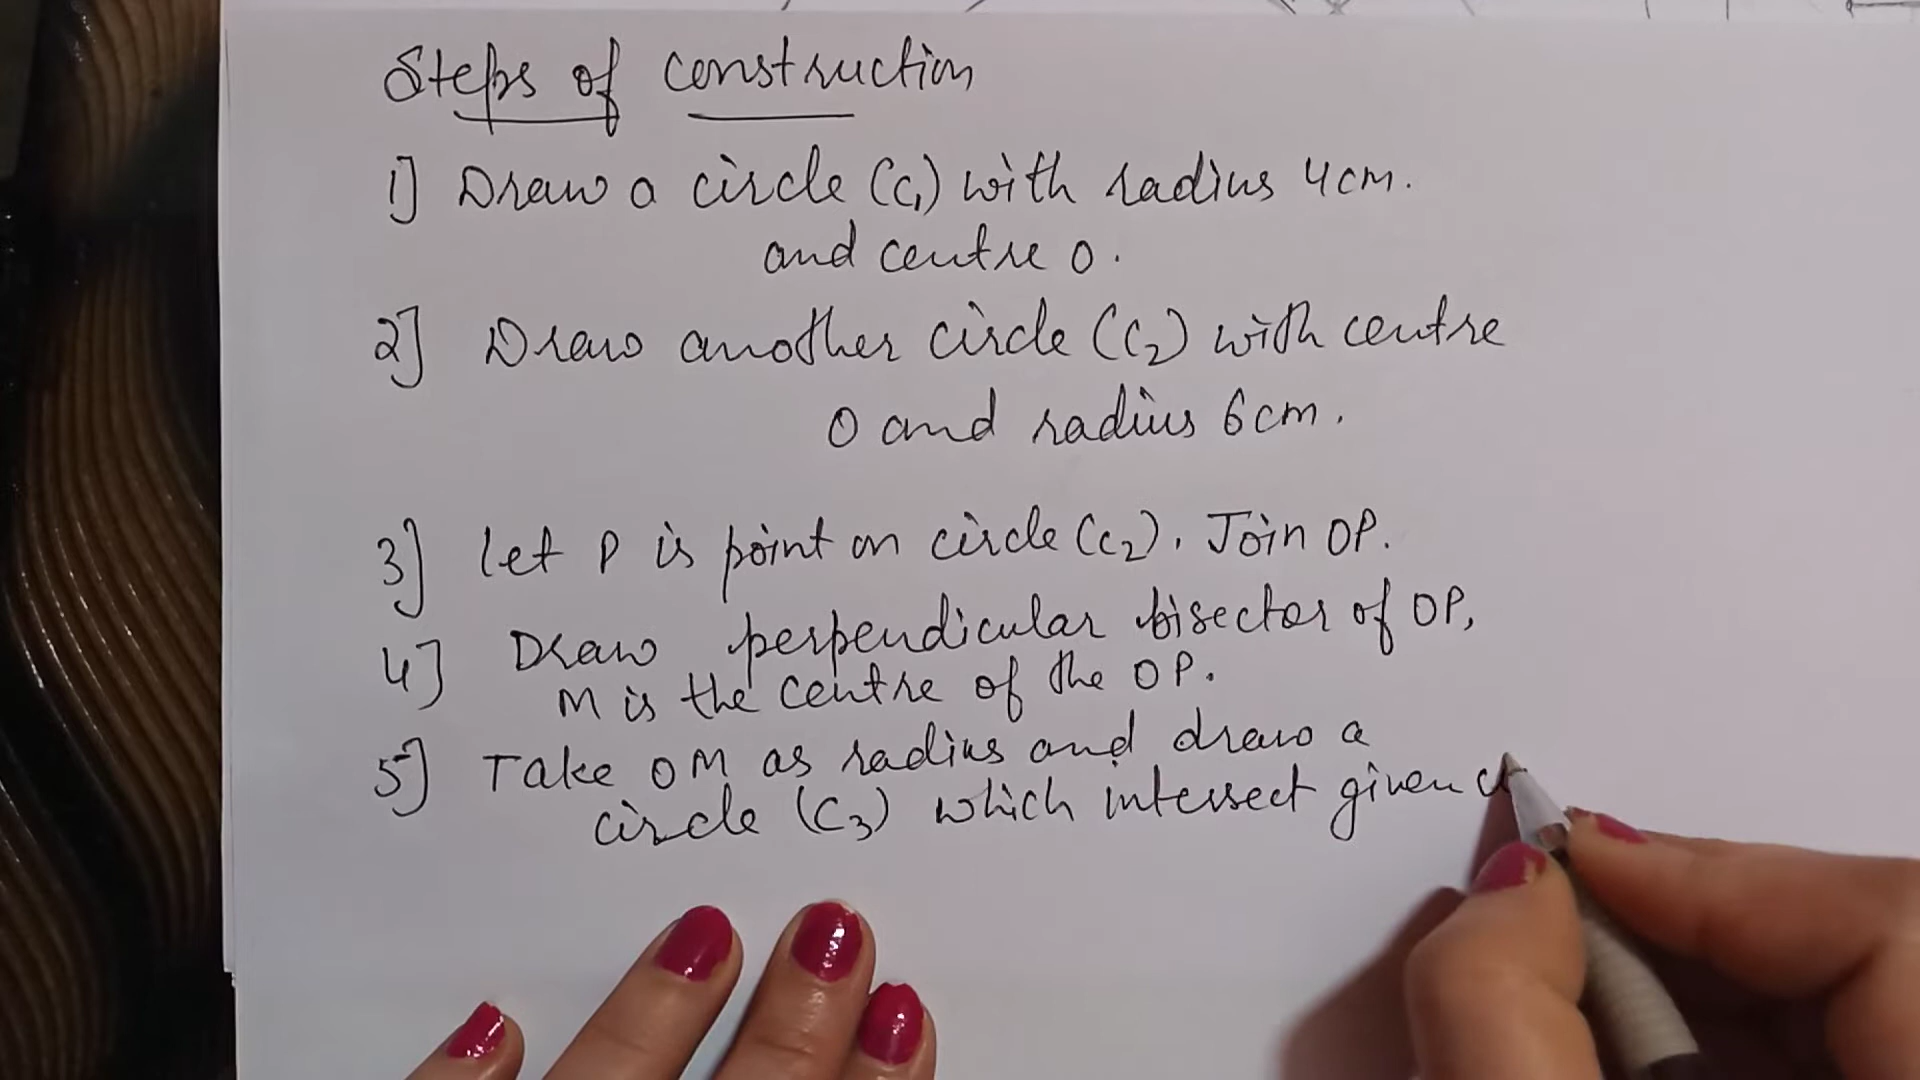 Steps of construction
1] Draw a circle (C₁) with radius 4cm.
and centre O.
2] Draw another circle (C₂) with centre
O and radius 6cm.
3] Let P is point on circle (C₂). Join OP.
4] Draw perpendicular bisector of OP,
M is the centre of the OP.
5] Take OM as radius and draw a
circle (C₃) which intersect given